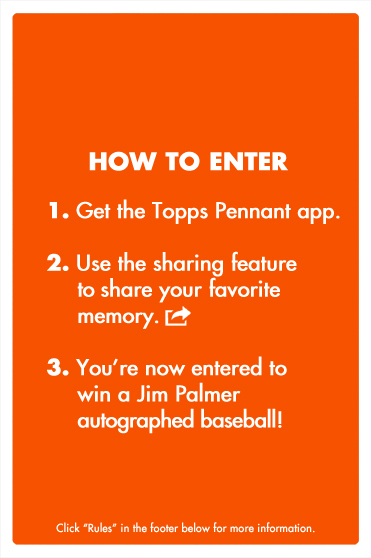 HOW TO ENTER
1. Get the Topps Pennant app.
2. Use the sharing feature
to share your favorite
memory.
3. You're now entered to
win a Jim Palmer
autographed baseball!
Click "Rules" in the footer below for more information.